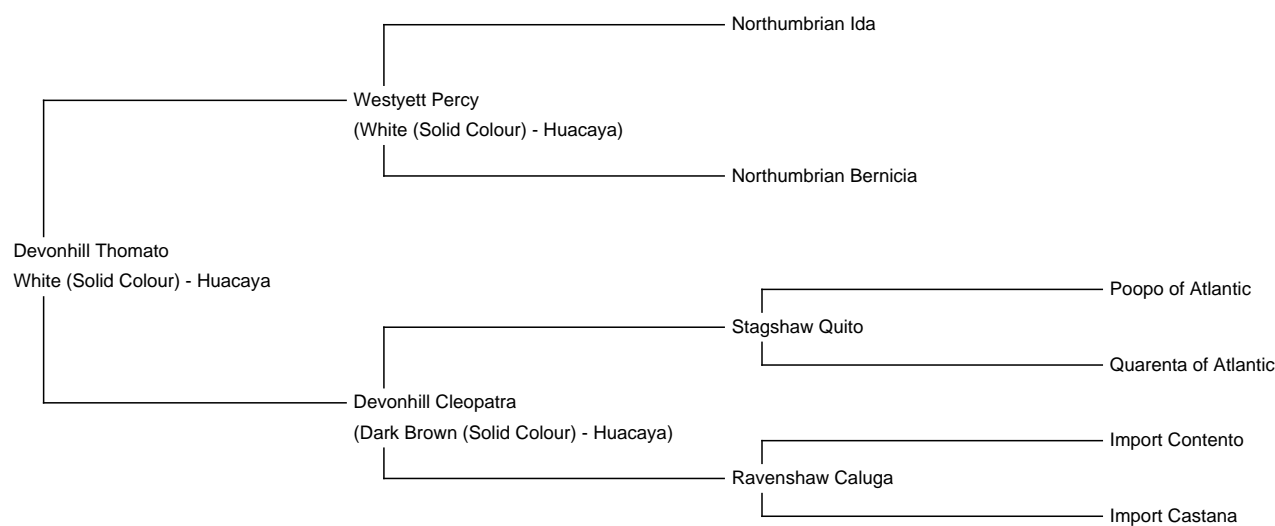 Northumbrian Ida
Westyett Percy
(White (Solid Colour) - Huacaya)
Northumbrian Bernicia
Devonhill Thomato
White (Solid Colour) - Huacaya
Poopo of Atlantic
Stagshaw Quito
Quarenta of Atlantic
Devonhill Cleopatra
(Dark Brown (Solid Colour) - Huacaya)
Import Contento
Ravenshaw Caluga
Import Castana